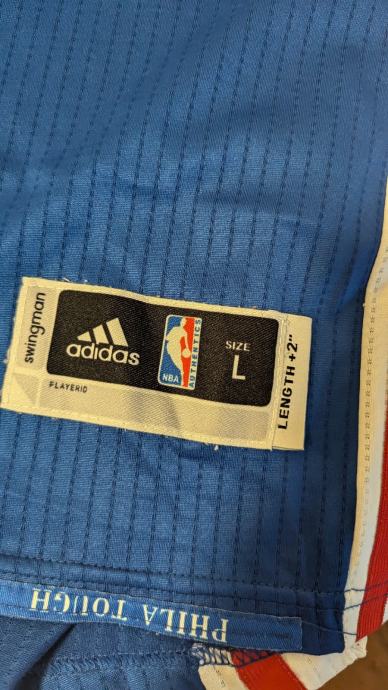 swingman
adidas
NBA
AUTHENTICS
SIZE
L
LENGTH +2"
PLAYERID
PHILA TOUGH